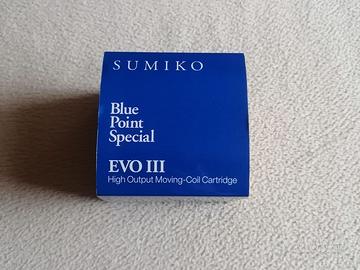 SUMIKO
Blue
Point
Special
EVO III
High Output Moving-Coil Cartridge